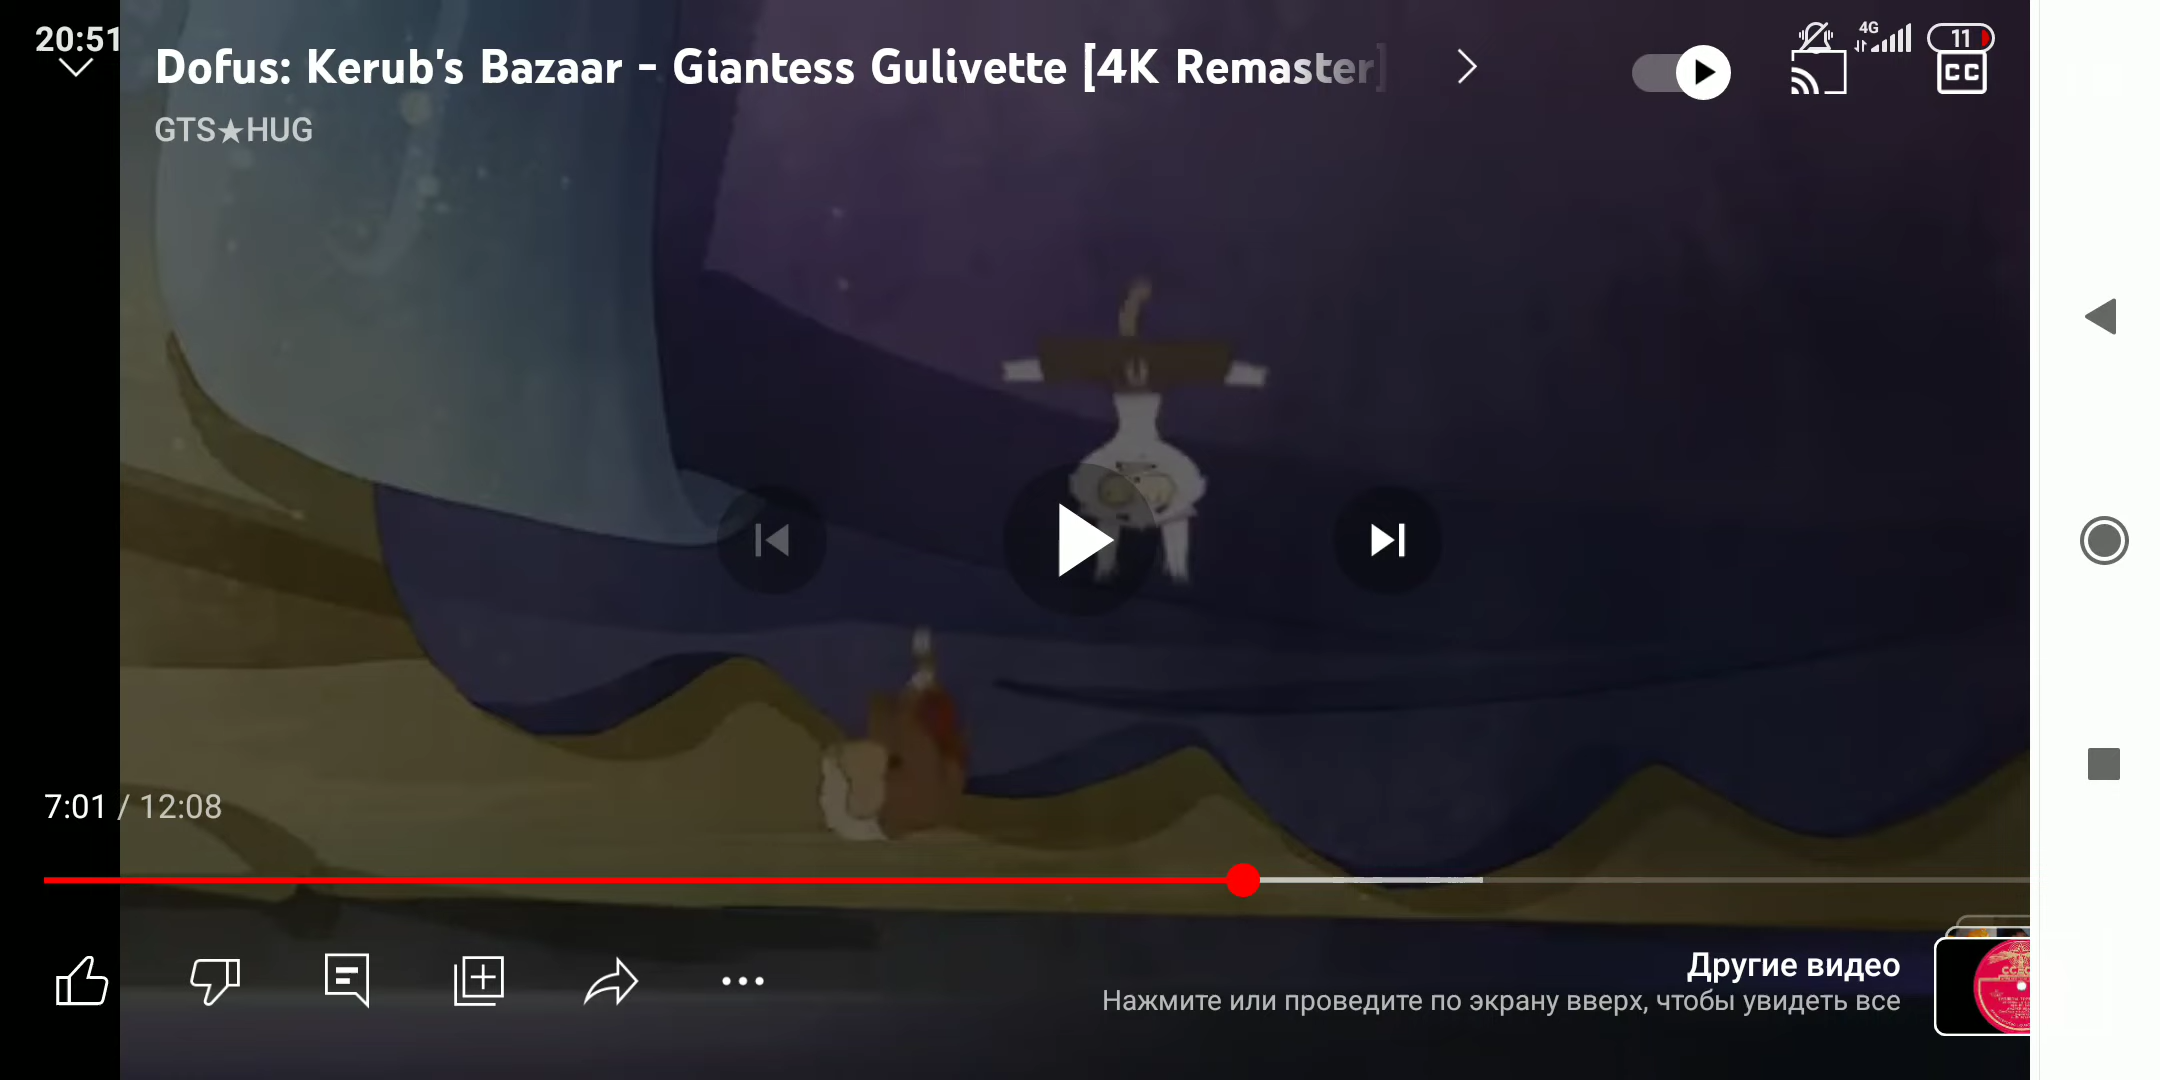 20:51
Dofus: Kerub's Bazaar - Giantess Gulivette [4K Remaster]
4G
11
CC
GTS★HUG
7:01 / 12:08
Другие видео
Нажмите или проведите по экрану вверх, чтобы увидеть все